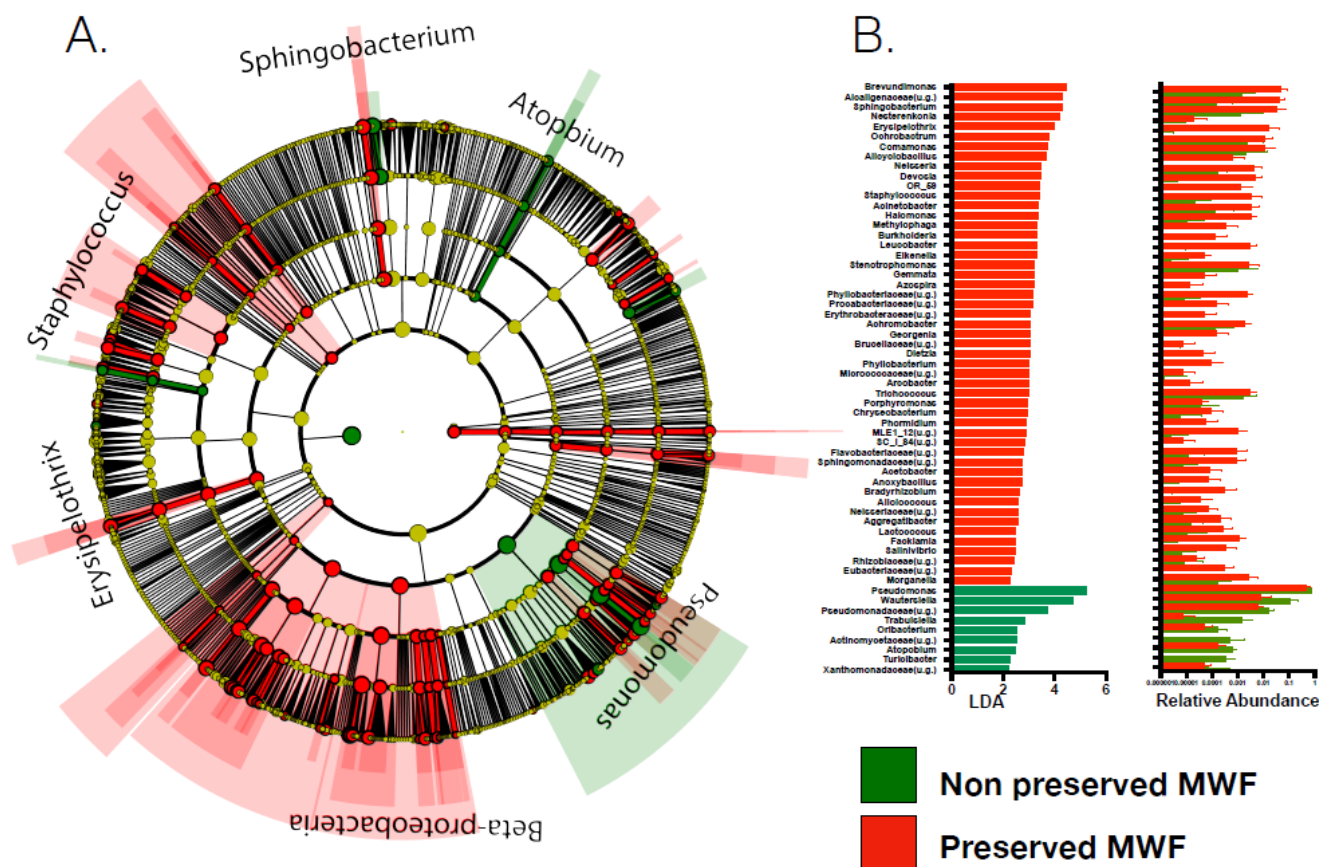 A.
B.
Sphingobacterium
Atopbium
Staphylococcus
Erysipelothrix
Beta-proteobacteria
Pseudomonas
Brevundimonas
Alcaligenaceae(u.g.)
Sphingobacterium
Nesterenkonia
Erysipelothrix
Ochrobactrum
Comamonas
Alicyclobacillus
Neisseria
Devosia
OR_59
Staphylococcus
Acinetobacter
Halomonas
Methylophaga
Burkholderia
Leucobacter
Eikenella
Stenotrophomonas
Gemmata
Azospira
Phyllobacteriaceae(u.g.)
Procabacteriaceae(u.g.)
Erythrobacteraceae(u.g.)
Achromobacter
Georgenia
Brucellaceae(u.g.)
Dietzia
Phyllobacterium
Micrococcaceae(u.g.)
Arcobacter
Trichococcus
Porphyromonas
Chryseobacterium
Phormidium
MLE1_12(u.g.)
SC_I_84(u.g.)
Flavobacteriaceae(u.g.)
Sphingomonadaceae(u.g.)
Acetobacter
Anoxybacillus
Bradyrhizobium
Alloiococcus
Neisseriaceae(u.g.)
Aggregatibacter
Lactococcus
Facklamia
Salinivibrio
Rhizobiaceae(u.g.)
Eubacteriaceae(u.g.)
Morganella
Pseudomonas
Wautersiella
Pseudomonadaceae(u.g.)
Trabulsiella
Oribacterium
Actinomycetaceae(u.g.)
Atopobium
Turicibacter
Xanthomonadaceae(u.g.)
0 2 4 6
LDA
0.000001 0.00001 0.0001 0.001 0.01 0.1 1
Relative Abundance
Non preserved MWF
Preserved MWF